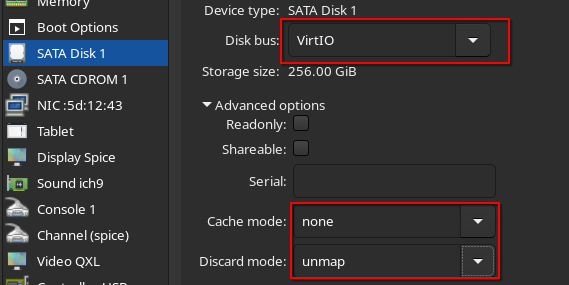 Memory
Boot Options
SATA Disk 1
SATA CDROM 1
NIC :5d:12:43
Tablet
Display Spice
Sound ich9
Console 1
Channel (spice)
Video QXL
Controller USB
Device type: SATA Disk 1
Disk bus: VirtIO
Storage size: 256.00 GiB
Advanced options
Readonly:
Shareable:
Serial:
Cache mode: none
Discard mode: unmap